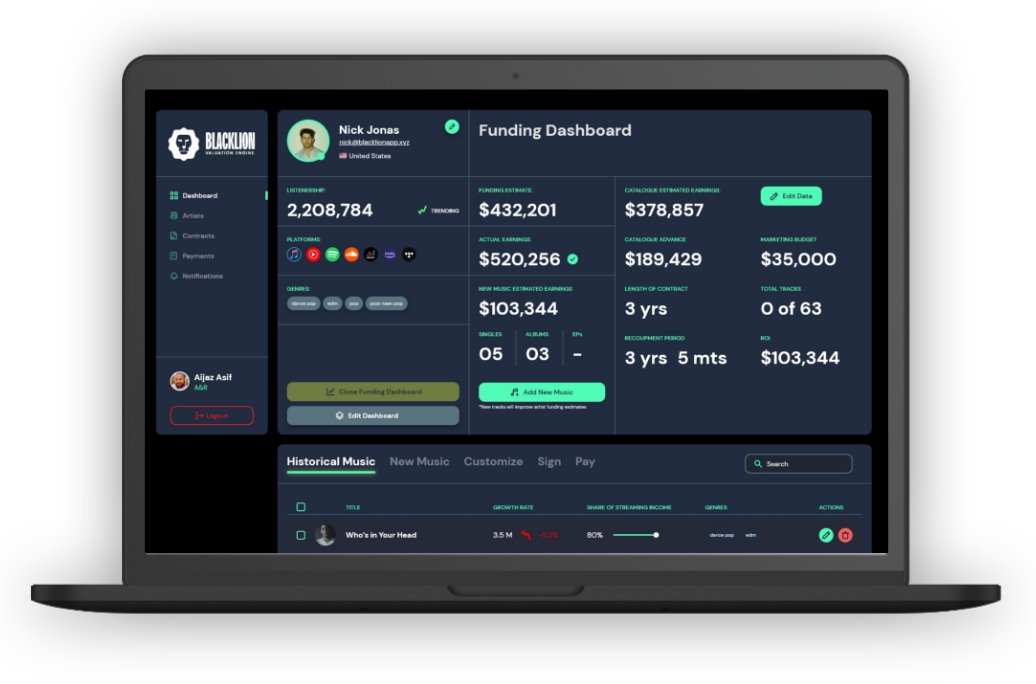 BLACKLION
VALUATION ENGINE
Dashboard
Artists
Contracts
Payments
Notifications
Aijaz Asif
A&R
Logout
Nick Jonas
nick@blacklionapp.xyz
United States
LISTENERSHIP:
2,208,784
TRENDING
PLATFORMS:
GENRES:
dance pop
edm
pop
post-teen pop
Close Funding Dashboard
Edit Dashboard
Funding Dashboard
FUNDING ESTIMATE:
$432,201
ACTUAL EARNINGS:
$520,256
NEW MUSIC ESTIMATED EARNINGS:
$103,344
SINGLES ALBUMS EPs
05 03 -
Add New Music
*New tracks will improve artist funding estimates
CATALOGUE ESTIMATED EARNINGS:
$378,857
Edit Data
CATALOGUE ADVANCE MARKETING BUDGET
$189,429 $35,000
LENGTH OF CONTRACT TOTAL TRACKS
3 yrs 0 of 63
RECOUPMENT PERIOD ROI
3 yrs 5 mts $103,344
Historical Music New Music Customize Sign Pay
Search
TITLE GROWTH RATE SHARE OF STREAMING INCOME GENRES ACTIONS
Who's in Your Head 3.5 M 80% dance pop edm